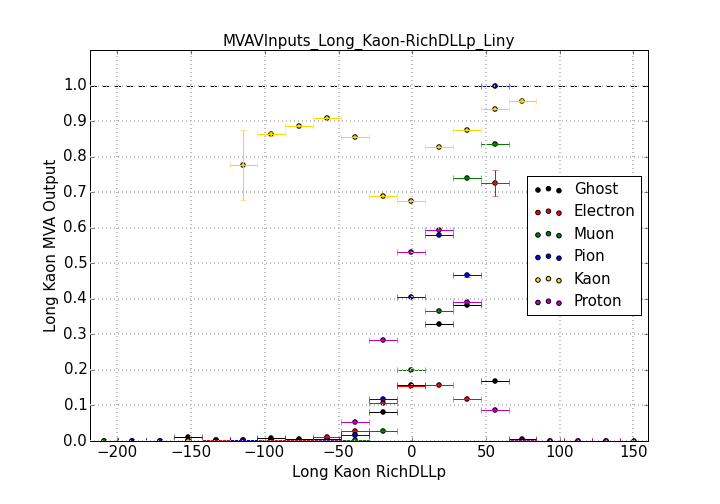 MVAVInputs_Long_Kaon-RichDLLp_Liny
Long Kaon MVA Output
1.0
0.9
0.8
0.7
0.6
0.5
0.4
0.3
0.2
0.1
0.0
Ghost
Electron
Muon
Pion
Kaon
Proton
−200 −150 −100 −50 0 50 100 150
Long Kaon RichDLLp